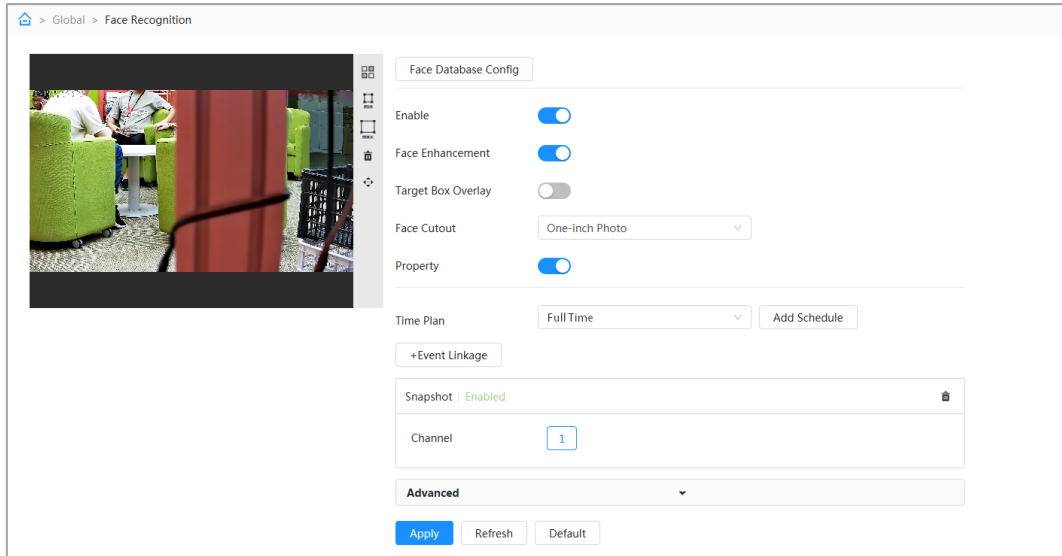 > Global > Face Recognition
Face Database Config
Enable
Face Enhancement
Target Box Overlay
Face Cutout One-inch Photo
Property
Time Plan Full Time Add Schedule
+Event Linkage
Snapshot Enabled
Channel 1
Advanced
Apply Refresh Default